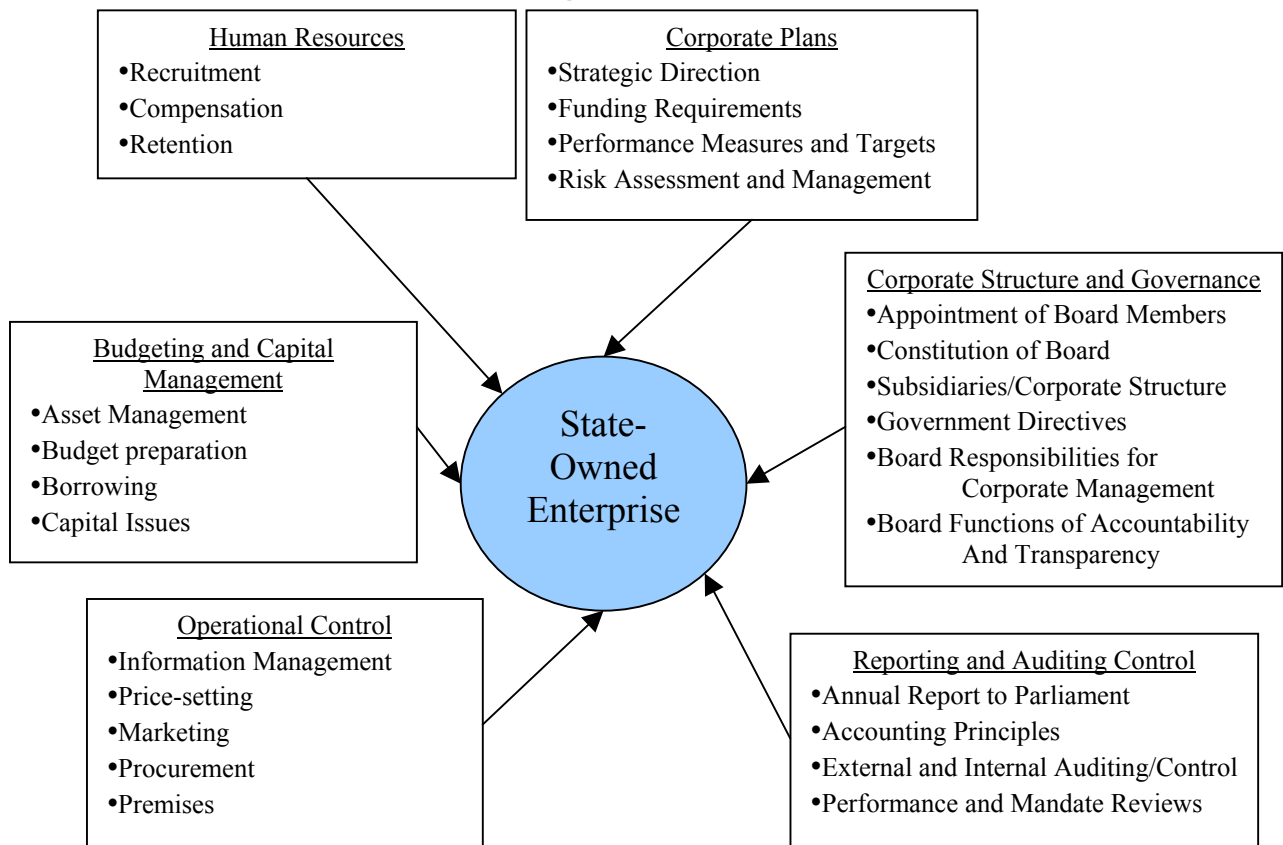 Human Resources
•Recruitment
•Compensation
•Retention
Corporate Plans
•Strategic Direction
•Funding Requirements
•Performance Measures and Targets
•Risk Assessment and Management
Corporate Structure and Governance
•Appointment of Board Members
•Constitution of Board
•Subsidiaries/Corporate Structure
•Government Directives
•Board Responsibilities for
Corporate Management
•Board Functions of Accountability
And Transparency
Budgeting and Capital
Management
•Asset Management
•Budget preparation
•Borrowing
•Capital Issues
State-
Owned
Enterprise
Operational Control
•Information Management
•Price-setting
•Marketing
•Procurement
•Premises
Reporting and Auditing Control
•Annual Report to Parliament
•Accounting Principles
•External and Internal Auditing/Control
•Performance and Mandate Reviews